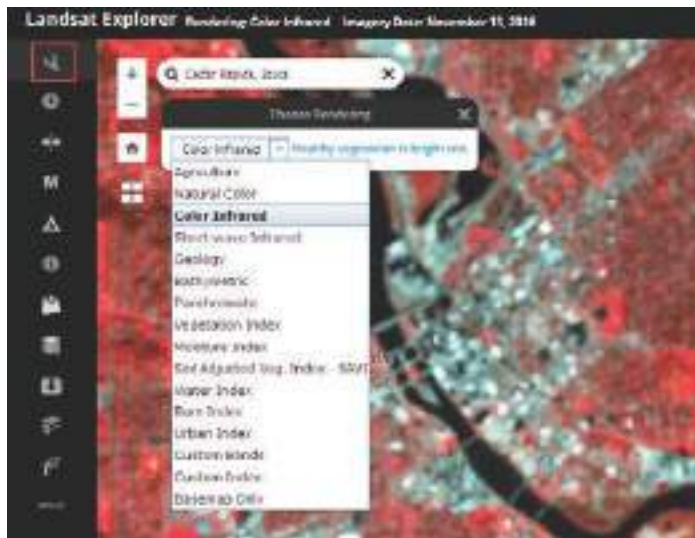 Landsat Explorer Rendering: Color Infrared Imagery Date: November 11, 2016
Cedar Rapids,
Choose Rendering
Color Infrared Healthy vegetation is bright red.
Agriculture
Natural Color
Color Infrared
Short-wave Infrared
Geology
Bathymetric
Panchromatic
Vegetation Index
Moisture Index
Soil Adjusted Veg. Index - SAVI
Water Index
Burn Index
Urban Index
Custom Bands
Custom Index
Basemap Only
M